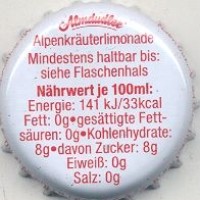 Almdudler
Alpenkräuterlimonade
Mindestens haltbar bis:
siehe Flaschenhals
Nährwert je 100ml:
Energie: 141 kJ/33kcal
Fett: 0g•gesättigte Fett-
säuren: 0g•Kohlenhydrate:
8g•davon Zucker: 8g
Eiweiß: 0g
Salz: 0g